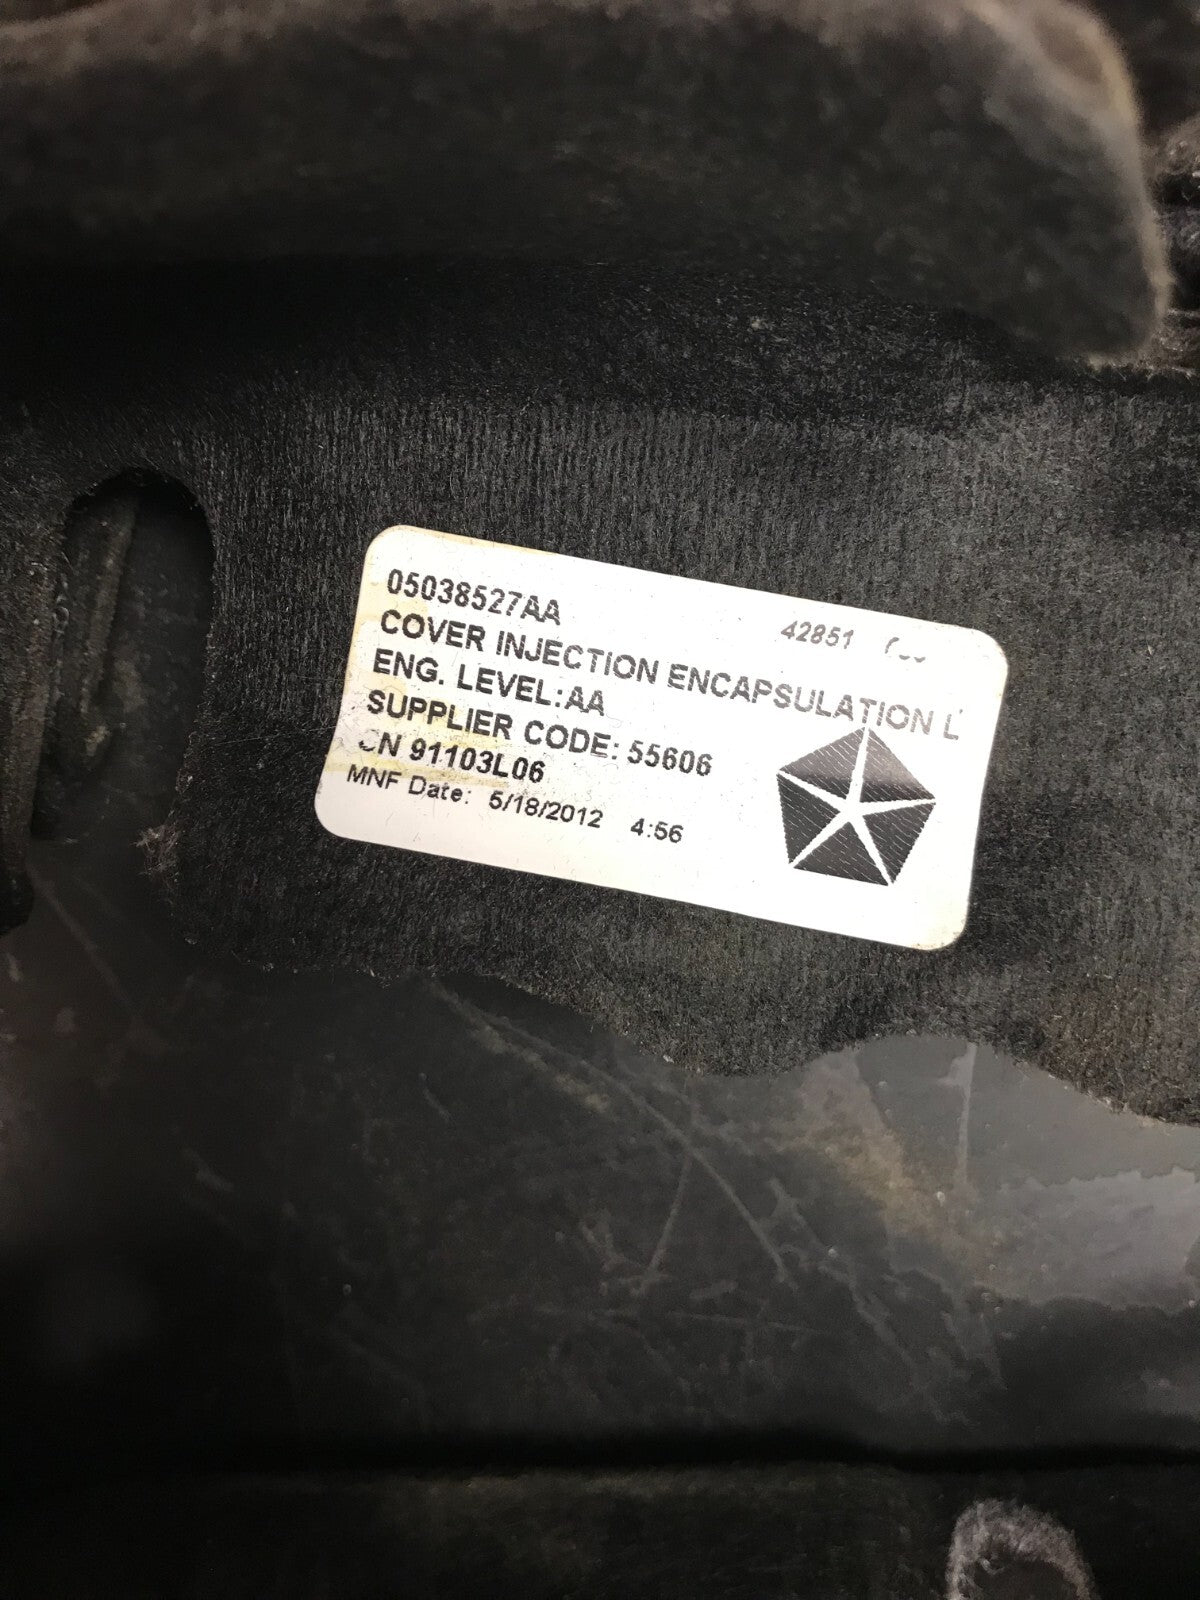 05038527AA 42851
COVER INJECTION ENCAPSULATION L
ENG. LEVEL:AA
SUPPLIER CODE: 55606
CN 91103L06
MNF Date: 5/18/2012 4:56